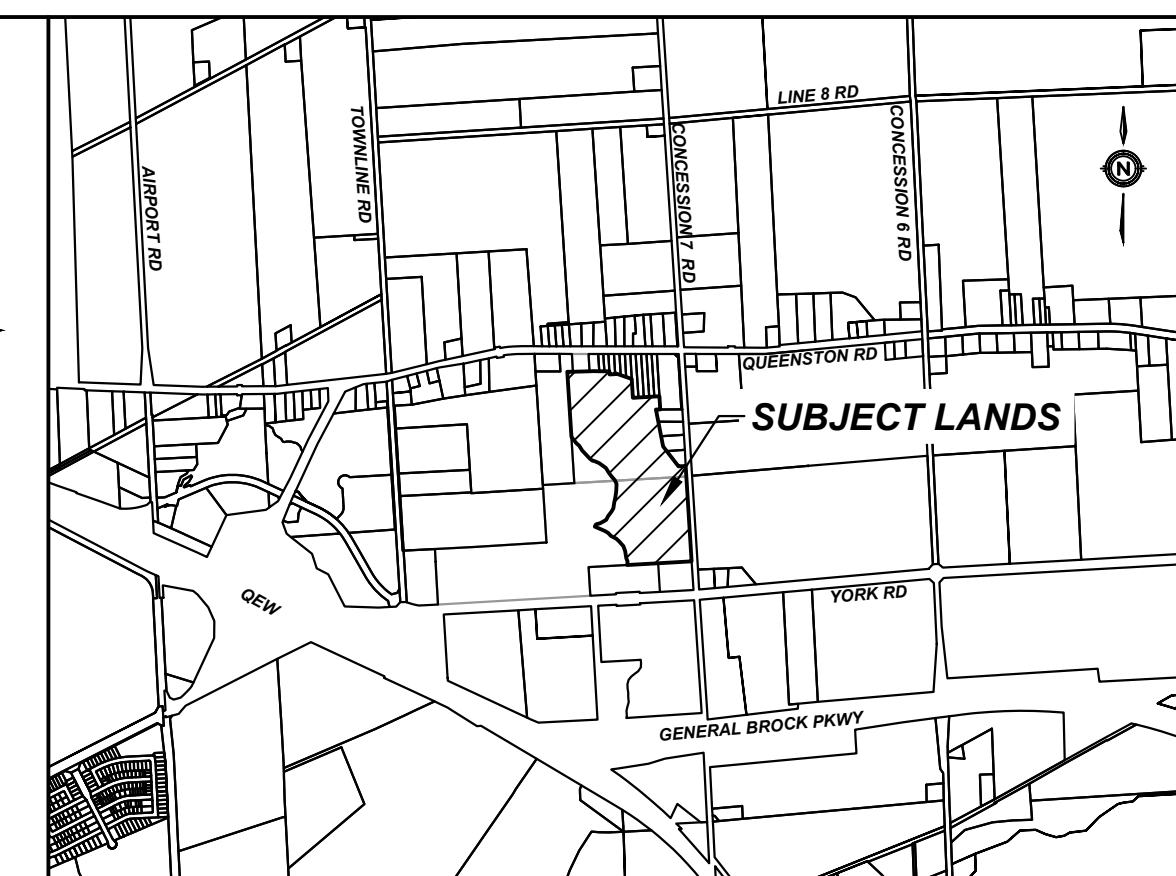 LINE 8 RD
TOWNLINE RD
CONCESSION 6 RD
CONCESSION 7 RD
N
AIRPORT RD
QUEENSTON RD
SUBJECT LANDS
QEW
YORK RD
GENERAL BROCK PKWY